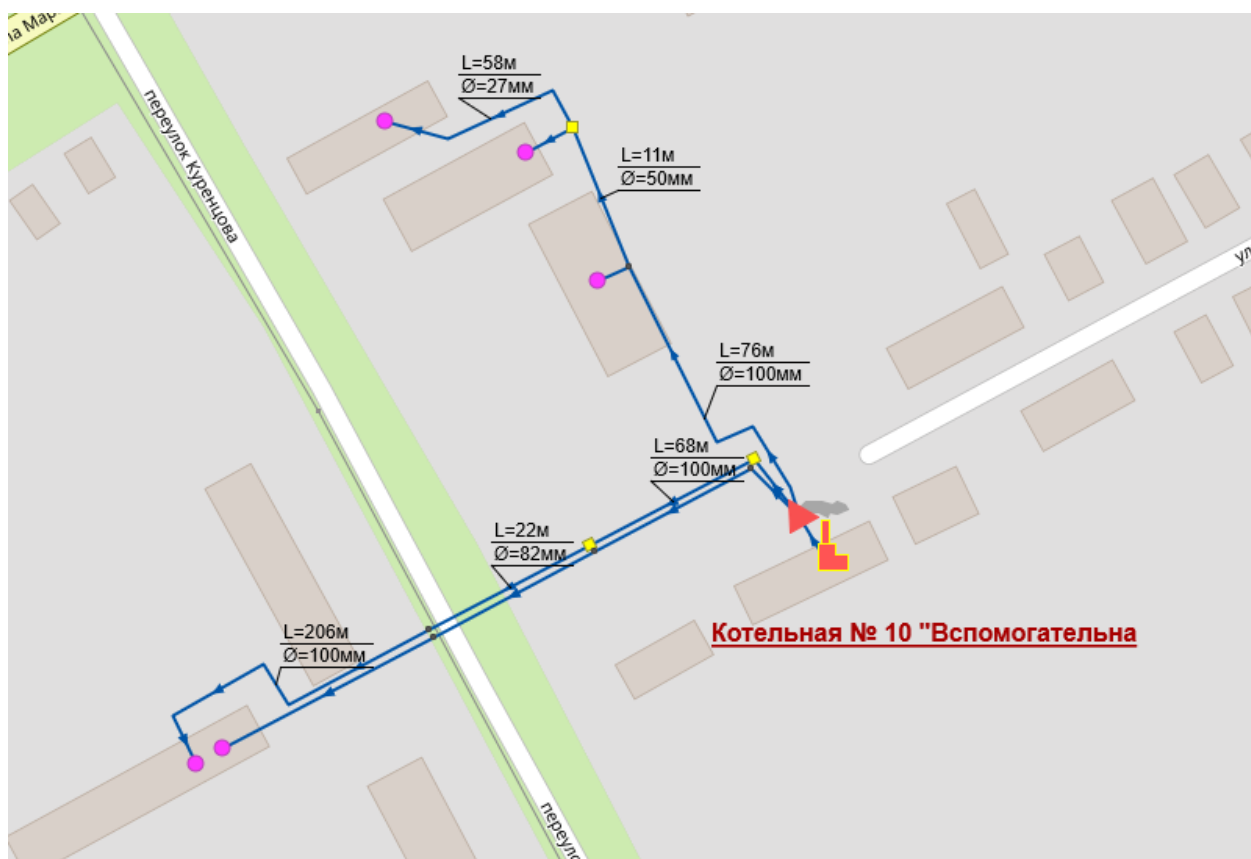 L=58м
Ø=27мм
переулок Куренцова
L=11м
Ø=50мм
L=76м
Ø=100мм
L=68м
Ø=100мм
L=22м
Ø=82мм
L=206м
Ø=100мм
Котельная № 10 "Вспомогательна